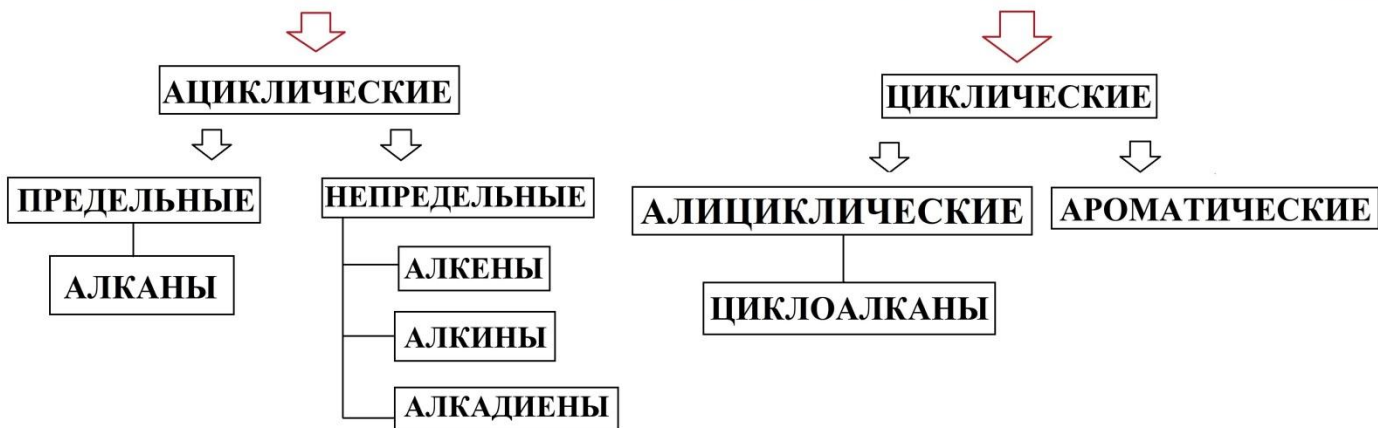 АЦИКЛИЧЕСКИЕ
ЦИКЛИЧЕСКИЕ
ПРЕДЕЛЬНЫЕ
НЕПРЕДЕЛЬНЫЕ
АЛИЦИКЛИЧЕСКИЕ
АРОМАТИЧЕСКИЕ
АЛКАНЫ
АЛКЕНЫ
ЦИКЛОАЛКАНЫ
АЛКИНЫ
АЛКАДИЕНЫ